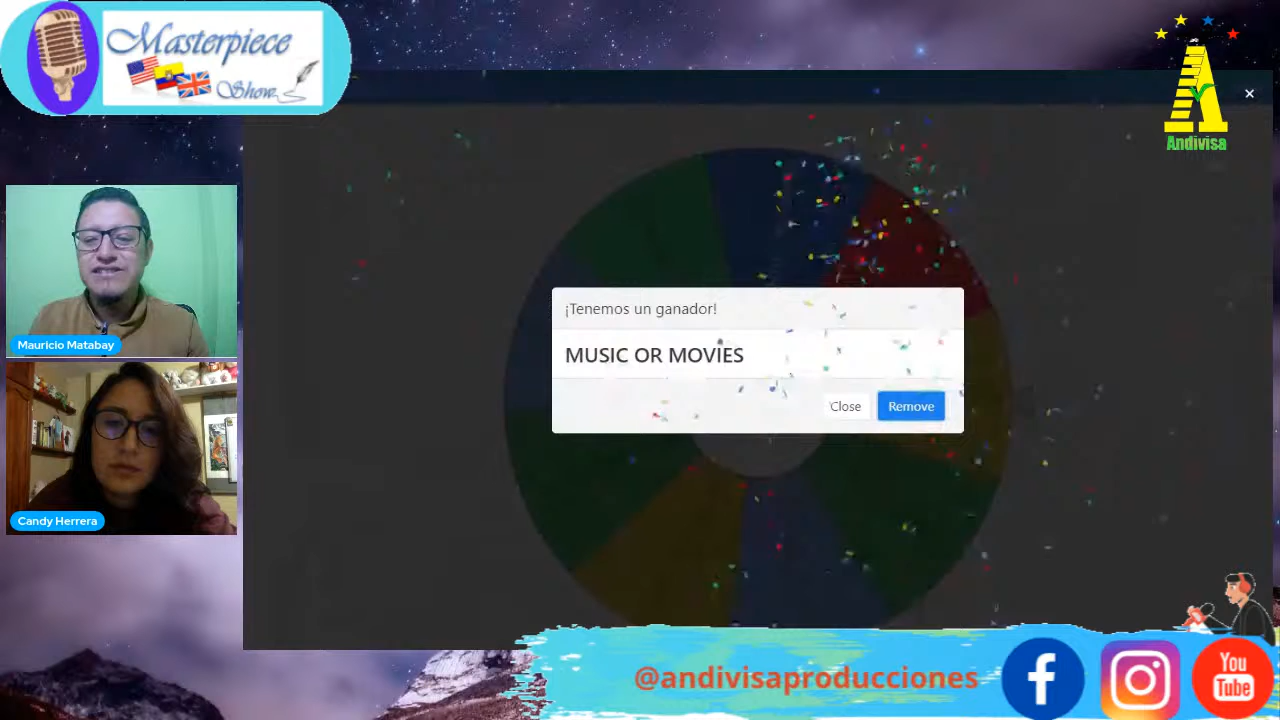 Masterpiece
Show
Andivisa
×
Mauricio Matabay
¡Tenemos un ganador!
MUSIC OR MOVIES
Close
Remove
Candy Herrera
@andivisaproducciones
You
Tube